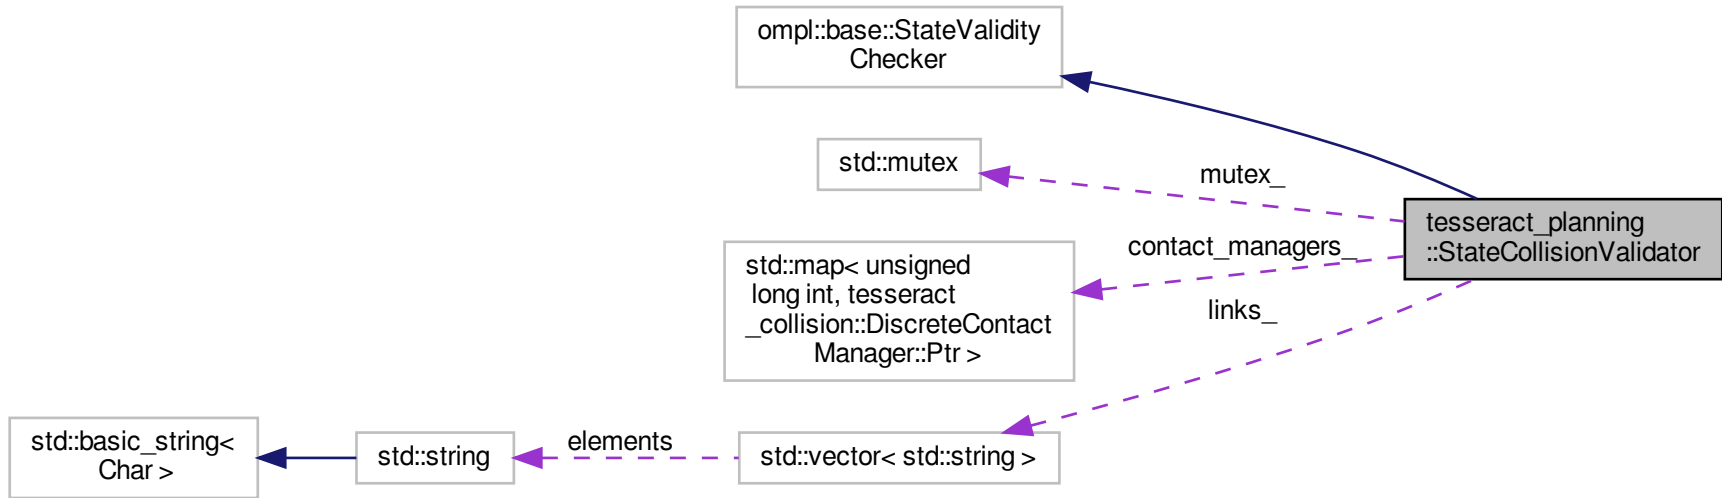 ompl::base::StateValidity
Checker
std::mutex
mutex_
tesseract_planning
::StateCollisionValidator
std::map< unsigned
long int, tesseract
_collision::DiscreteContact
Manager::Ptr >
contact_managers_
links_
std::basic_string<
Char >
std::string
elements
std::vector< std::string >